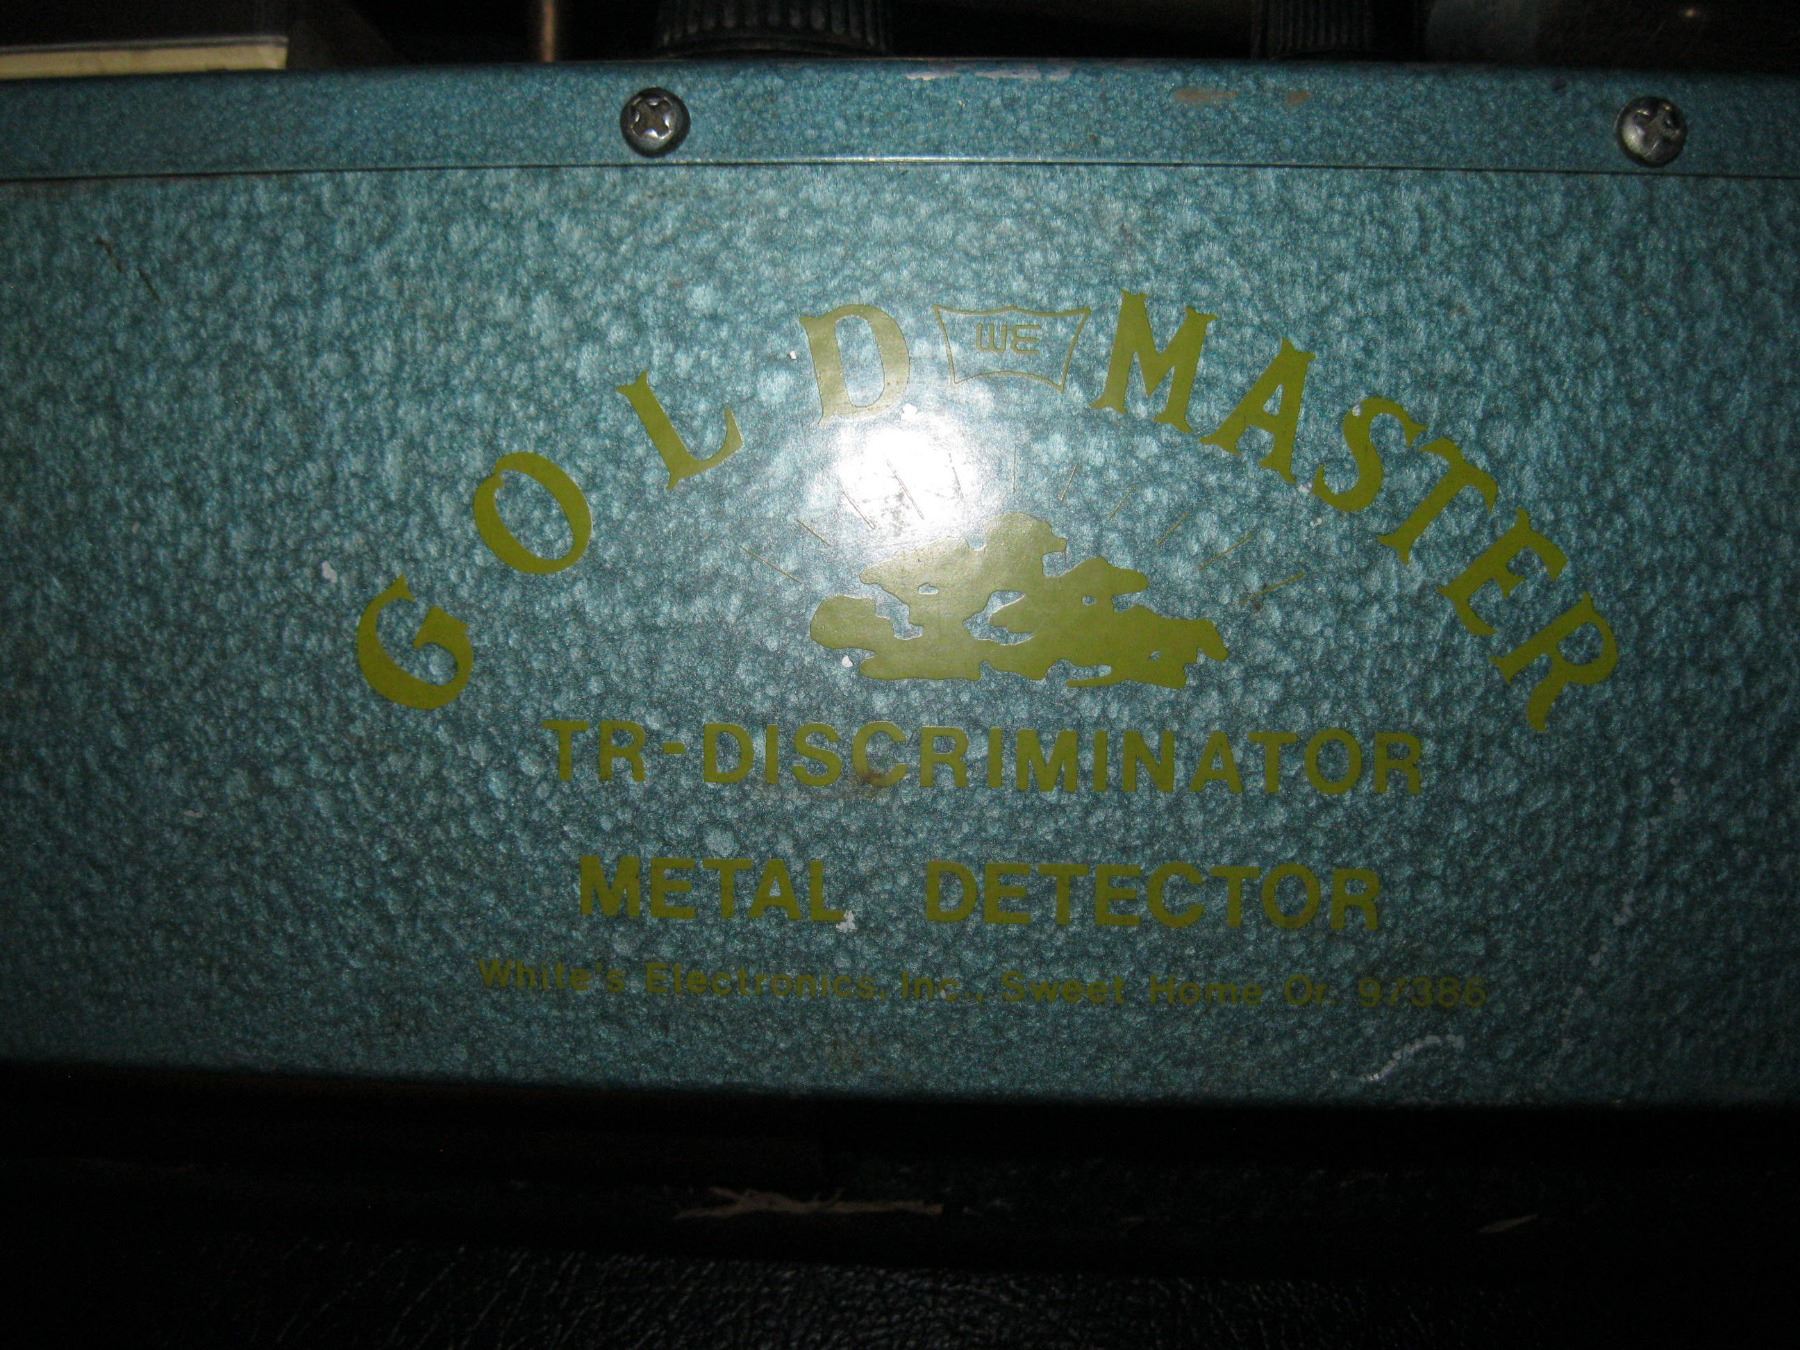 GOLD WE MASTER
TR-DISCRIMINATOR
METAL DETECTOR
White's Electronics, Inc., Sweet Home Or. 97386